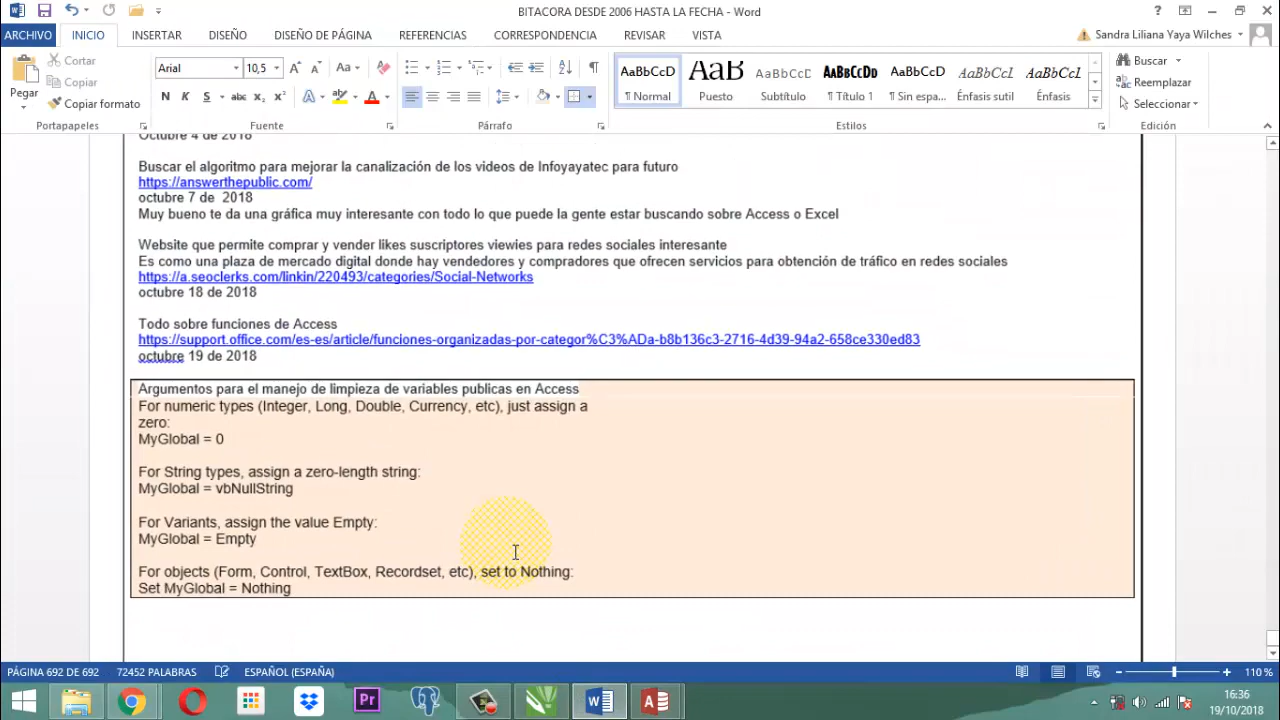 BITACORA DESDE 2006 HASTA LA FECHA - Word
ARCHIVO INICIO INSERTAR DISEÑO DISEÑO DE PÁGINA REFERENCIAS CORRESPONDENCIA REVISAR VISTA Sandra Liliana Yaya Wilches
Pegar
Cortar
Copiar
Copiar formato
Portapapeles
Arial 10,5
N K S abc x₂ x²
Fuente
Párrafo
AaBbCcD AaB AaBbCcD AaBbCcDd AaBbCcD AaBbCcI AaBbCcI
¶ Normal Puesto Subtítulo ¶ Título 1 ¶ Sin espa... Énfasis sutil Énfasis
Estilos
Buscar
Reemplazar
Seleccionar
Edición
Octubre 4 de 2018
Buscar el algoritmo para mejorar la canalización de los videos de Infoyayatec para futuro
https://answerthepublic.com/
octubre 7 de 2018
Muy bueno te da una gráfica muy interesante con todo lo que puede la gente estar buscando sobre Access o Excel
Website que permite comprar y vender likes suscriptores viewies para redes sociales interesante
Es como una plaza de mercado digital donde hay vendedores y compradores que ofrecen servicios para obtención de tráfico en redes sociales
https://a.seoclerks.com/linkin/220493/categories/Social-Networks
octubre 18 de 2018
Todo sobre funciones de Access
https://support.office.com/es-es/article/funciones-organizadas-por-categor%C3%ADa-b8b136c3-2716-4d39-94a2-658ce330ed83
octubre 19 de 2018
Argumentos para el manejo de limpieza de variables publicas en Access
For numeric types (Integer, Long, Double, Currency, etc), just assign a
zero:
MyGlobal = 0
For String types, assign a zero-length string:
MyGlobal = vbNullString
For Variants, assign the value Empty:
MyGlobal = Empty
For objects (Form, Control, TextBox, Recordset, etc), set to Nothing:
Set MyGlobal = Nothing
PÁGINA 692 DE 692 72452 PALABRAS ESPAÑOL (ESPAÑA) 110 %
16:36
19/10/2018